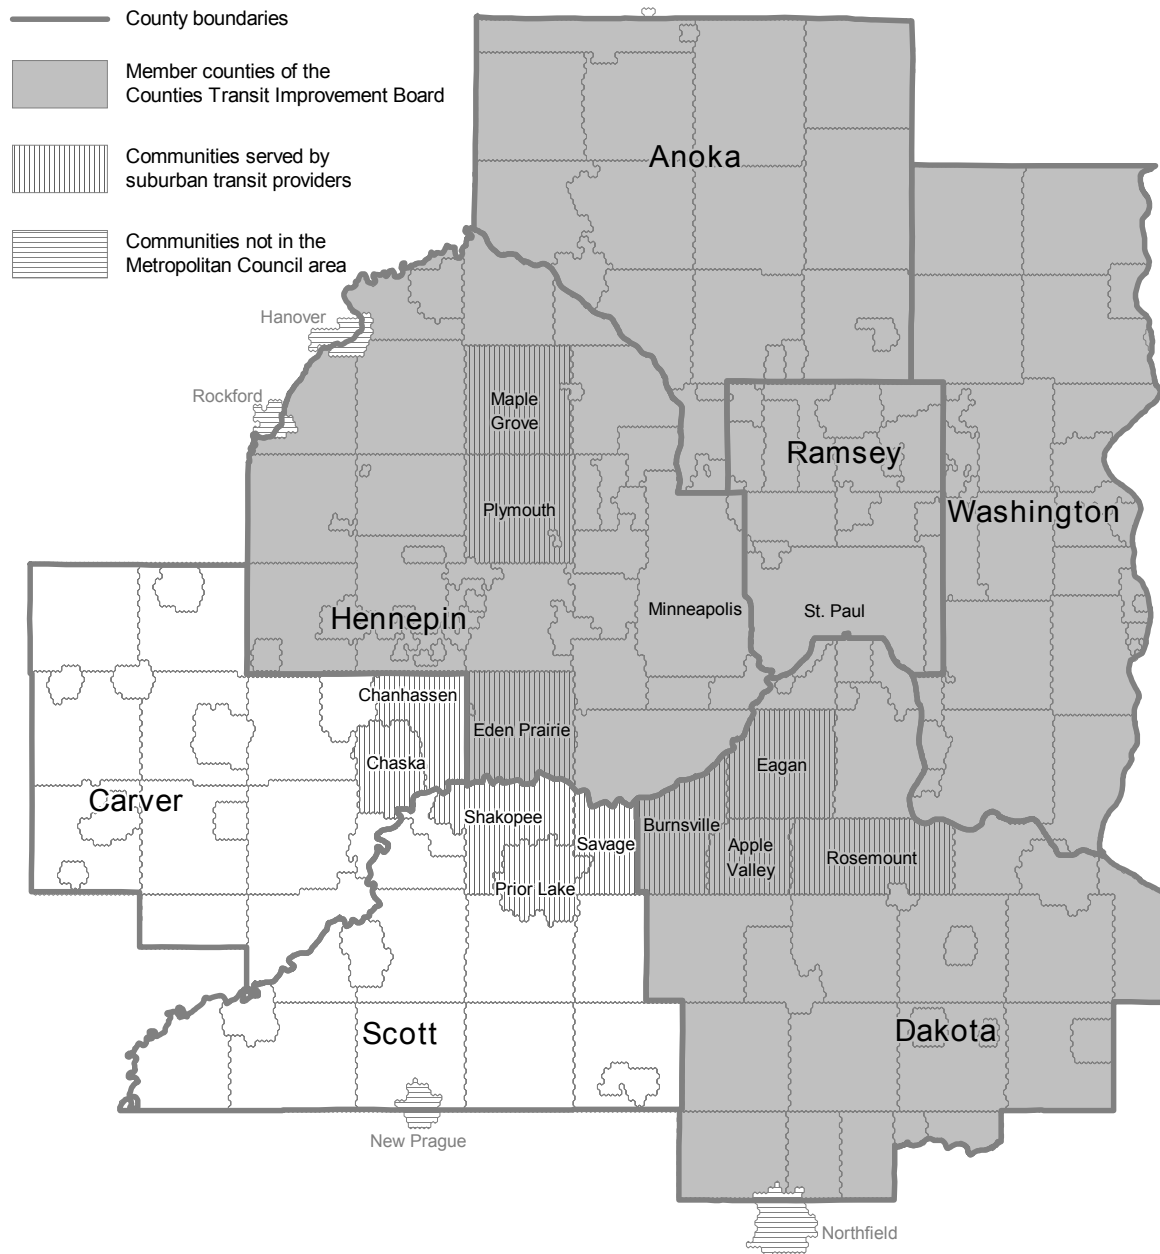 County boundaries
Member counties of the
Counties Transit Improvement Board
Communities served by
suburban transit providers
Communities not in the
Metropolitan Council area
Anoka
Hanover
Rockford
Maple
Grove
Ramsey
Plymouth
Washington
Minneapolis
St. Paul
Hennepin
Chanhassen
Eden Prairie
Chaska
Eagan
Carver
Shakopee
Burnsville
Savage
Apple
Valley
Rosemount
Prior Lake
Scott
Dakota
New Prague
Northfield